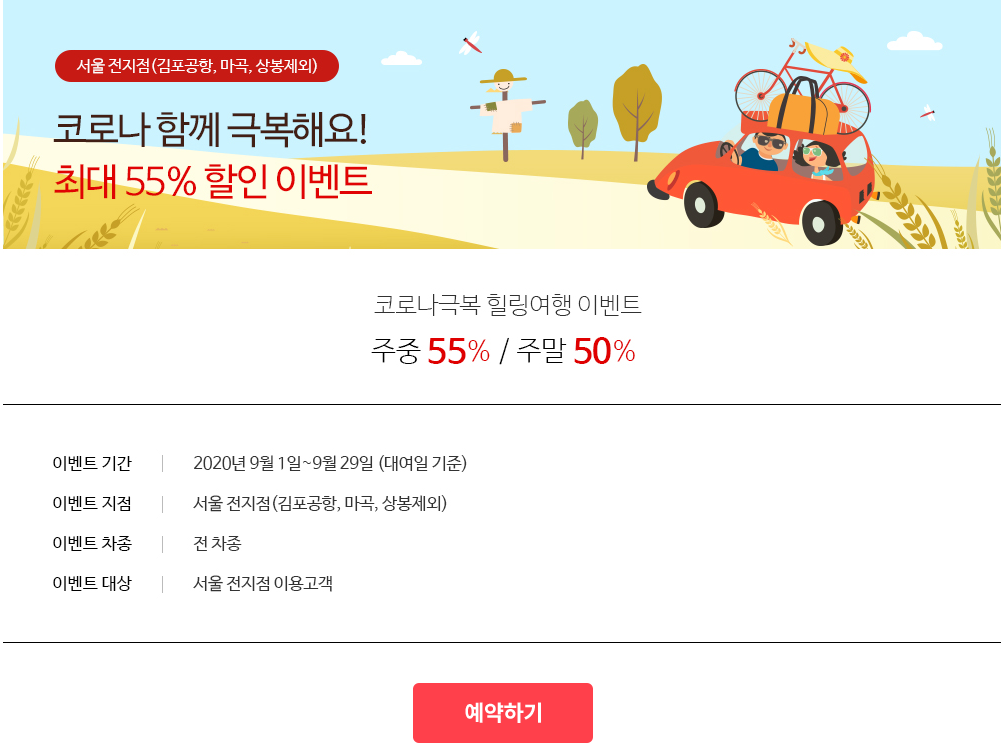 서울 전지점(김포공항, 마곡, 상봉제외)
코로나 함께 극복해요!
최대 55% 할인 이벤트
코로나극복 힐링여행 이벤트
주중 55% / 주말 50%
이벤트 기간 2020년 9월 1일~9월 29일 (대여일 기준)
이벤트 지점 서울 전지점(김포공항, 마곡, 상봉제외)
이벤트 차종 전 차종
이벤트 대상 서울 전지점 이용고객
예약하기